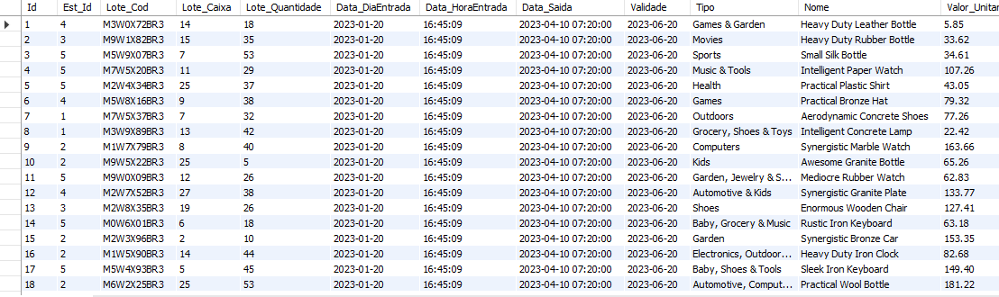 Id Est_Id Lote_Cod Lote_Caixa Lote_Quantidade Data_DiaEntrada Data_HoraEntrada Data_Saida Validade Tipo Nome Valor_Unitar
1 4 M3W0X72BR3 14 18 2023-01-20 16:45:09 2023-04-10 07:20:00 2023-06-20 Games & Garden Heavy Duty Leather Bottle 5.85
2 3 M9W1X82BR3 15 35 2023-01-20 16:45:09 2023-04-10 07:20:00 2023-06-20 Movies Heavy Duty Rubber Bottle 33.62
3 5 M5W9X07BR3 7 53 2023-01-20 16:45:09 2023-04-10 07:20:00 2023-06-20 Sports Small Silk Bottle 34.61
4 5 M7W5X20BR3 11 29 2023-01-20 16:45:09 2023-04-10 07:20:00 2023-06-20 Music & Tools Intelligent Paper Watch 107.26
5 5 M2W4X34BR3 25 37 2023-01-20 16:45:09 2023-04-10 07:20:00 2023-06-20 Health Practical Plastic Shirt 43.05
6 4 M5W8X16BR3 9 38 2023-01-20 16:45:09 2023-04-10 07:20:00 2023-06-20 Games Practical Bronze Hat 79.32
7 1 M7W5X37BR3 7 32 2023-01-20 16:45:09 2023-04-10 07:20:00 2023-06-20 Outdoors Aerodynamic Concrete Shoes 77.26
8 1 M3W9X89BR3 13 42 2023-01-20 16:45:09 2023-04-10 07:20:00 2023-06-20 Grocery, Shoes & Toys Intelligent Concrete Lamp 22.42
9 2 M1W7X79BR3 8 40 2023-01-20 16:45:09 2023-04-10 07:20:00 2023-06-20 Computers Synergistic Marble Watch 163.66
10 2 M9W5X22BR3 25 5 2023-01-20 16:45:09 2023-04-10 07:20:00 2023-06-20 Kids Awesome Granite Bottle 65.26
11 5 M9W0X09BR3 12 26 2023-01-20 16:45:09 2023-04-10 07:20:00 2023-06-20 Garden, Jewelry & S... Mediocre Rubber Watch 62.83
12 4 M2W7X52BR3 27 38 2023-01-20 16:45:09 2023-04-10 07:20:00 2023-06-20 Automotive & Kids Synergistic Granite Plate 133.77
13 3 M2W8X35BR3 19 26 2023-01-20 16:45:09 2023-04-10 07:20:00 2023-06-20 Shoes Enormous Wooden Chair 127.41
14 5 M0W6X01BR3 6 18 2023-01-20 16:45:09 2023-04-10 07:20:00 2023-06-20 Baby, Grocery & Music Rustic Iron Keyboard 63.18
15 2 M2W3X96BR3 2 10 2023-01-20 16:45:09 2023-04-10 07:20:00 2023-06-20 Garden Synergistic Bronze Car 153.35
16 2 M1W5X90BR3 14 44 2023-01-20 16:45:09 2023-04-10 07:20:00 2023-06-20 Electronics, Outdoor... Heavy Duty Iron Clock 82.68
17 5 M5W4X93BR3 5 45 2023-01-20 16:45:09 2023-04-10 07:20:00 2023-06-20 Baby, Shoes & Tools Sleek Iron Keyboard 149.40
18 2 M6W2X25BR3 25 53 2023-01-20 16:45:09 2023-04-10 07:20:00 2023-06-20 Automotive, Comput... Practical Wool Bottle 181.22